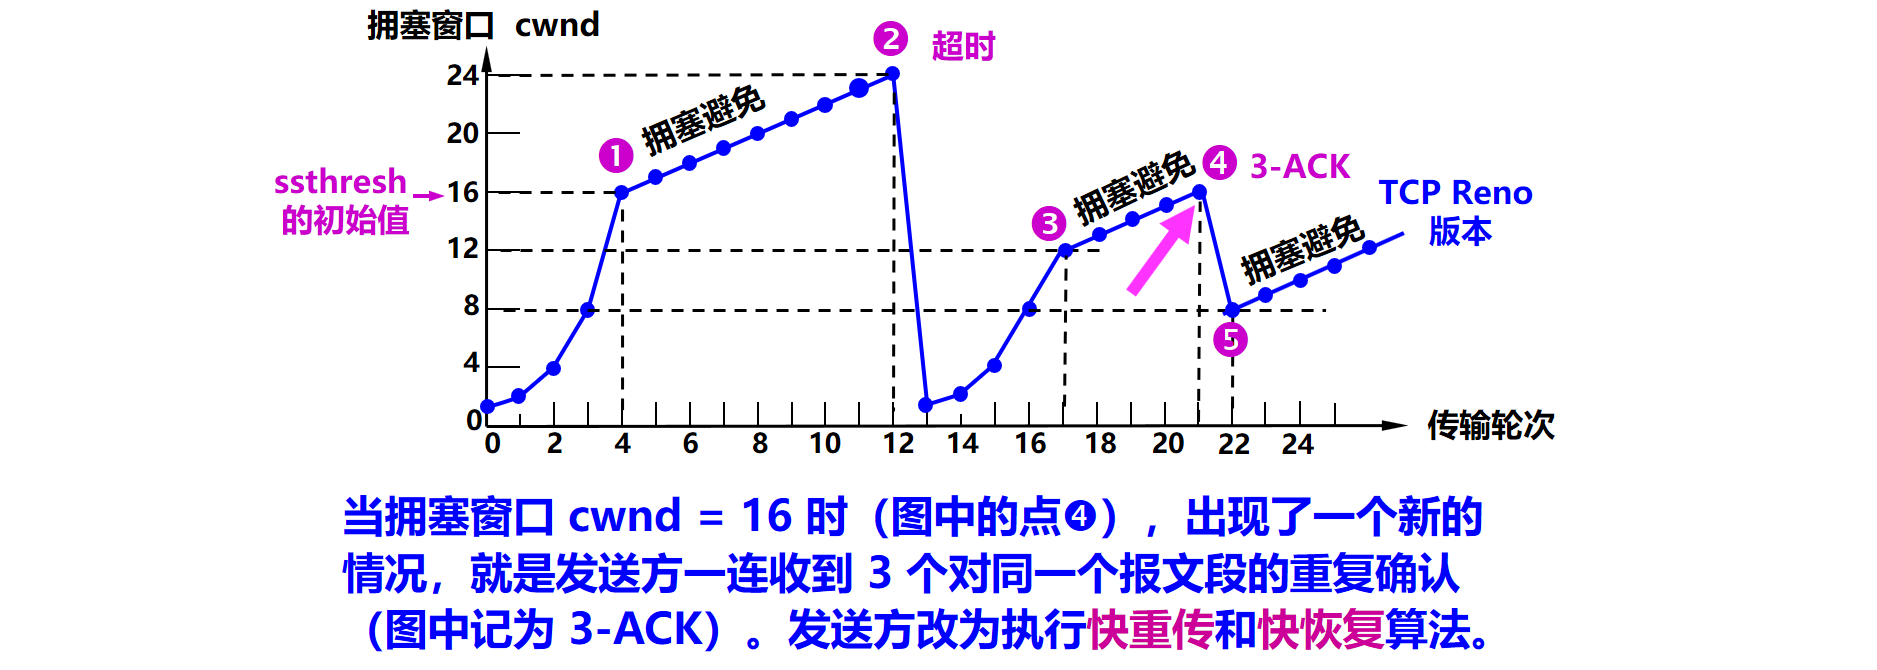 拥塞窗口 cwnd
❷ 超时
24
拥塞避免
20
❶
ssthresh
的初始值
16
拥塞避免
❹ 3-ACK
TCP Reno
版本
❸
12
拥塞避免
8
❺
4
0
0 2 4 6 8 10 12 14 16 18 20 22 24
传输轮次
当拥塞窗口 cwnd = 16 时（图中的点❹），出现了一个新的
情况，就是发送方一连收到 3 个对同一个报文段的重复确认
（图中记为 3-ACK）。发送方改为执行快重传和快恢复算法。